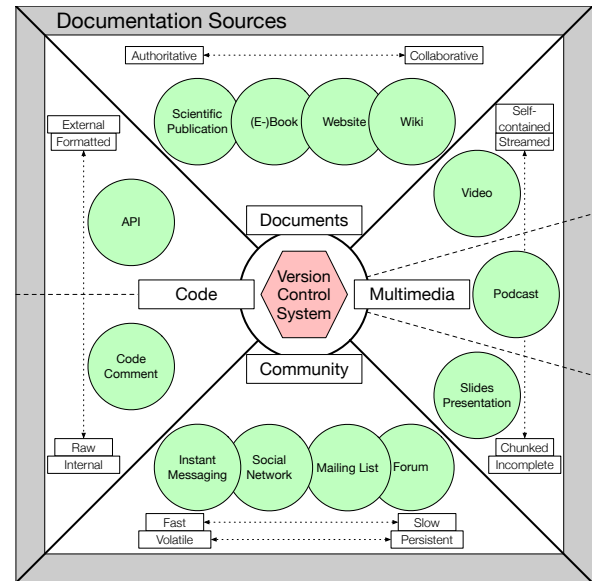 Documentation Sources
Authoritative
Collaborative
Scientific
Publication
(E-)Book
Website
Wiki
External
Formatted
Self-
contained
Streamed
API
Video
Documents
Code
Version
Control
System
Multimedia
Podcast
Community
Code
Comment
Slides
Presentation
Raw
Internal
Chunked
Incomplete
Instant
Messaging
Social
Network
Mailing List
Forum
Fast
Slow
Volatile
Persistent